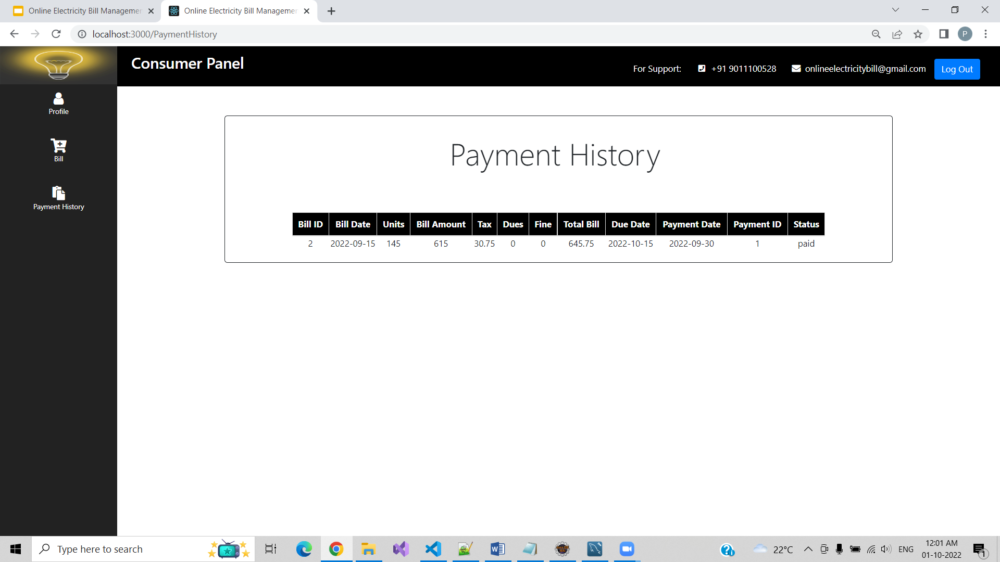 Online Electricity Bill Managemen
Online Electricity Bill Managemen
localhost:3000/PaymentHistory
P
Consumer Panel
For Support: +91 9011100528 onlineelectricitybill@gmail.com Log Out
Profile
Bill
Payment History
Payment History
Bill ID Bill Date Units Bill Amount Tax Dues Fine Total Bill Due Date Payment Date Payment ID Status
2 2022-09-15 145 615 30.75 0 0 645.75 2022-10-15 2022-09-30 1 paid
Type here to search
22°C
ENG
12:01 AM
01-10-2022
1